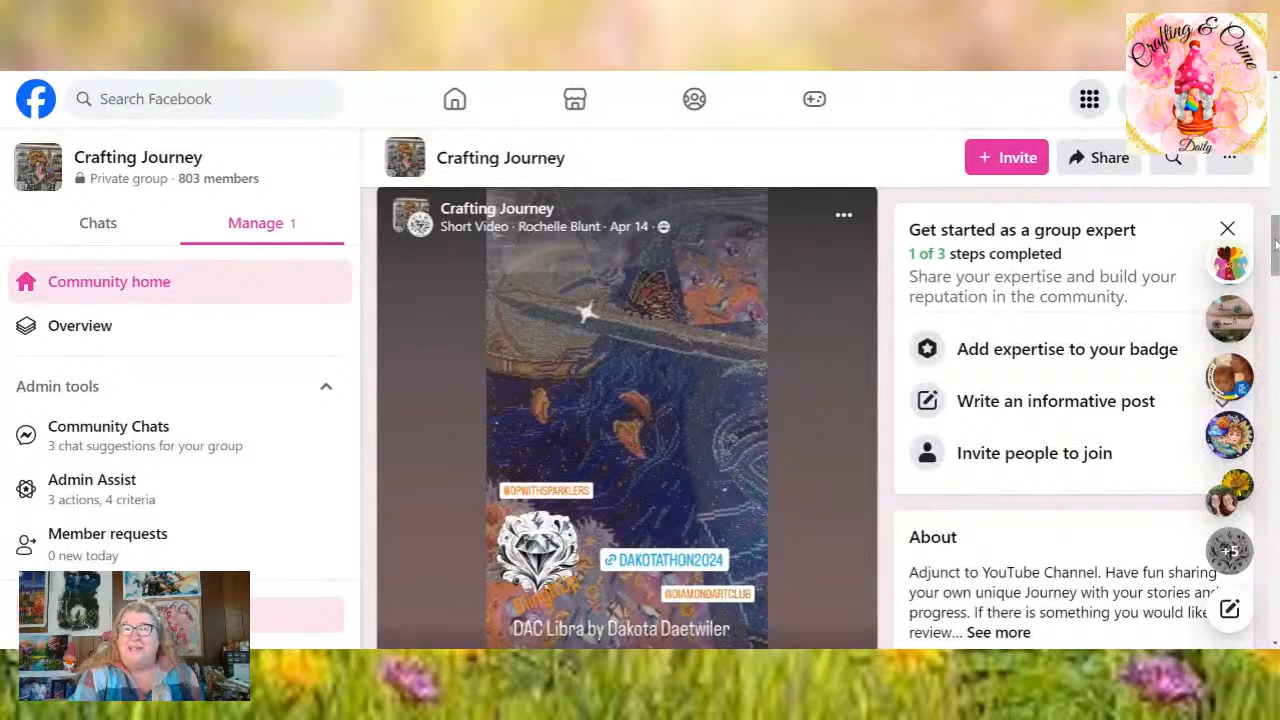 Crafting & Crime
Daily
Search Facebook
Crafting Journey
Private group · 803 members
Chats
Manage 1
Community home
Overview
Admin tools
Community Chats
3 chat suggestions for your group
Admin Assist
3 actions, 4 criteria
Member requests
0 new today
Crafting Journey
+ Invite
Share
Crafting Journey
Short Video · Rochelle Blunt · Apr 14 ·
@DPWITHSPARKLERS
DAKOTATHON2024
@DIAMONDARTCLUB
DAC Libra by Dakota Daetwiler
Get started as a group expert
1 of 3 steps completed
Share your expertise and build your
reputation in the community.
Add expertise to your badge
Write an informative post
Invite people to join
+5
About
Adjunct to YouTube Channel. Have fun sharing
your own unique Journey with your stories and
progress. If there is something you would like
review... See more